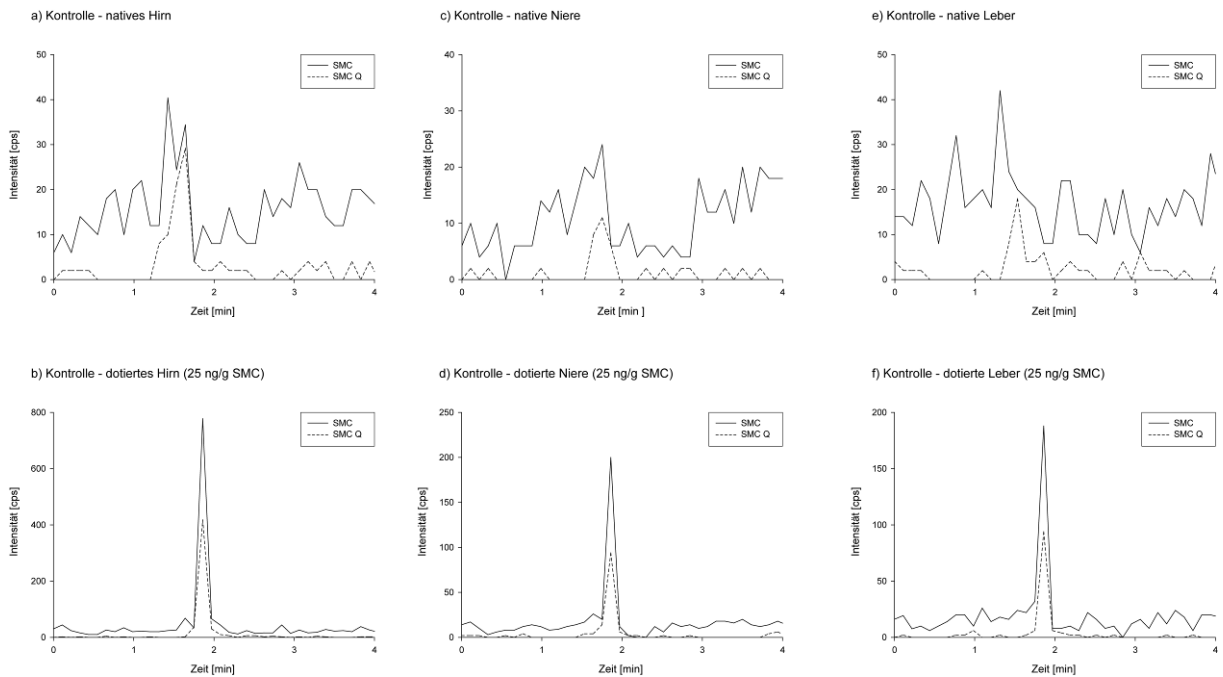 a) Kontrolle - natives Hirn
50
40
30
20
10
0
Intensität [cps]
SMC
SMC Q
0 1 2 3 4
Zeit [min]
c) Kontrolle - native Niere
40
30
20
10
0
Intensität [cps]
SMC
SMC Q
0 1 2 3 4
Zeit [min ]
e) Kontrolle - native Leber
50
40
30
20
10
0
Intensität [cps]
SMC
SMC Q
0 1 2 3 4
Zeit [min]
b) Kontrolle - dotiertes Hirn (25 ng/g SMC)
800
600
400
200
0
Intensität [cps]
SMC
SMC Q
0 1 2 3 4
Zeit [min]
d) Kontrolle - dotierte Niere (25 ng/g SMC)
250
200
150
100
50
0
Intensität [cps]
SMC
SMC Q
0 1 2 3 4
Zeit [min]
f) Kontrolle - dotierte Leber (25 ng/g SMC)
200
150
100
50
0
Intensität [cps]
SMC
SMC Q
0 1 2 3 4
Zeit [min]